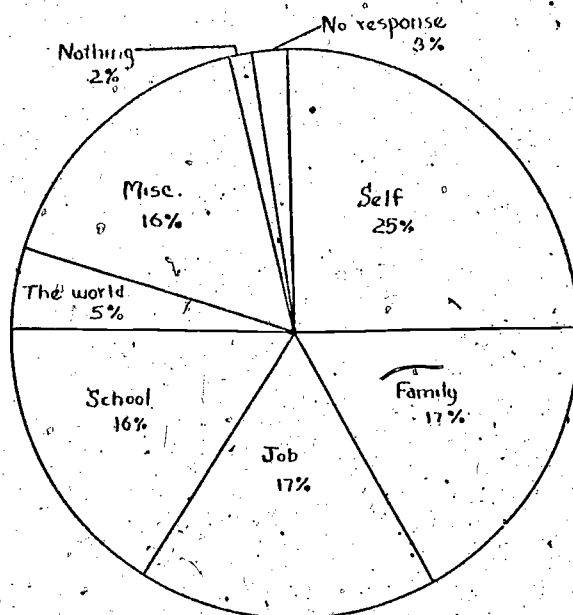 No response
3%
Nothing
2%
Misc.
16%
Self
25%
The world
5%
School
16%
Family
17%
Job
17%